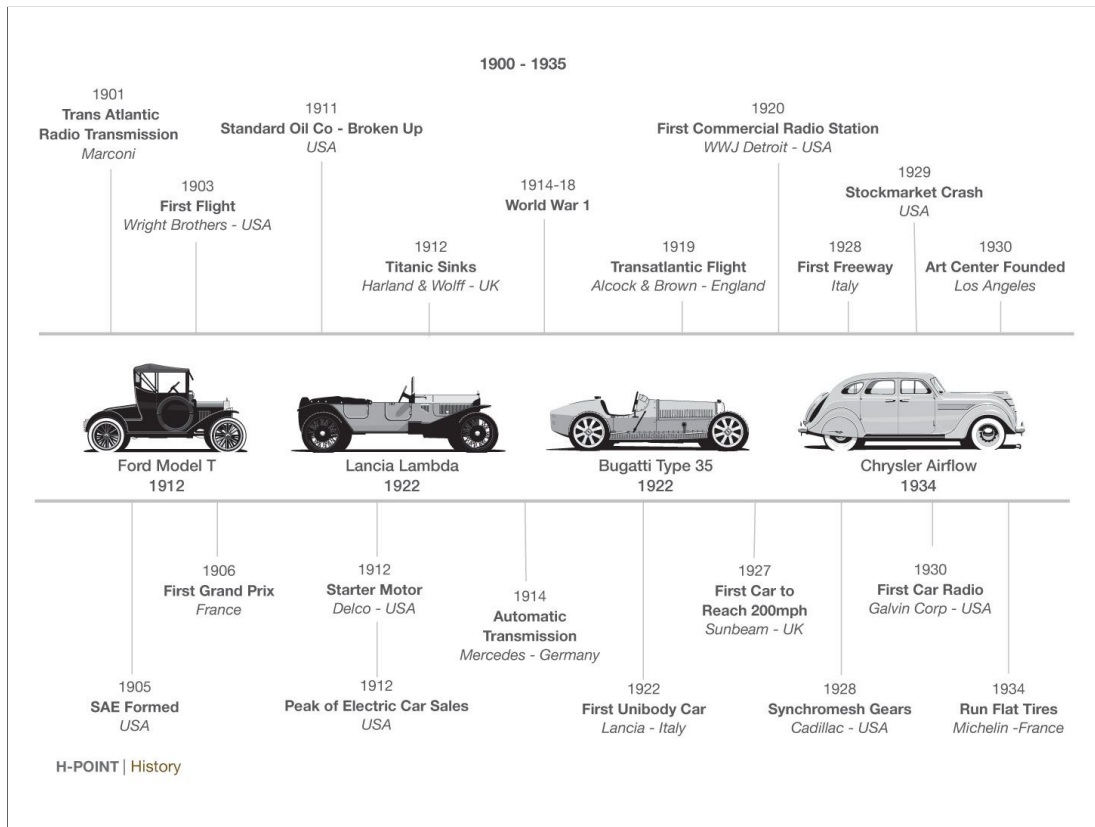 1900 - 1935
1901
Trans Atlantic
Radio Transmission
Marconi
1903
First Flight
Wright Brothers - USA
1911
Standard Oil Co - Broken Up
USA
1912
Titanic Sinks
Harland & Wolff - UK
1914-18
World War 1
1919
Transatlantic Flight
Alcock & Brown - England
1920
First Commercial Radio Station
WWJ Detroit - USA
1928
First Freeway
Italy
1929
Stockmarket Crash
USA
1930
Art Center Founded
Los Angeles
Ford Model T
1912
Lancia Lambda
1922
Bugatti Type 35
1922
Chrysler Airflow
1934
1905
SAE Formed
USA
1906
First Grand Prix
France
1912
Starter Motor
Delco - USA
1912
Peak of Electric Car Sales
USA
1914
Automatic
Transmission
Mercedes - Germany
1922
First Unibody Car
Lancia - Italy
1927
First Car to
Reach 200mph
Sunbeam - UK
1928
Synchromesh Gears
Cadillac - USA
1930
First Car Radio
Galvin Corp - USA
1934
Run Flat Tires
Michelin -France
H-POINT | History